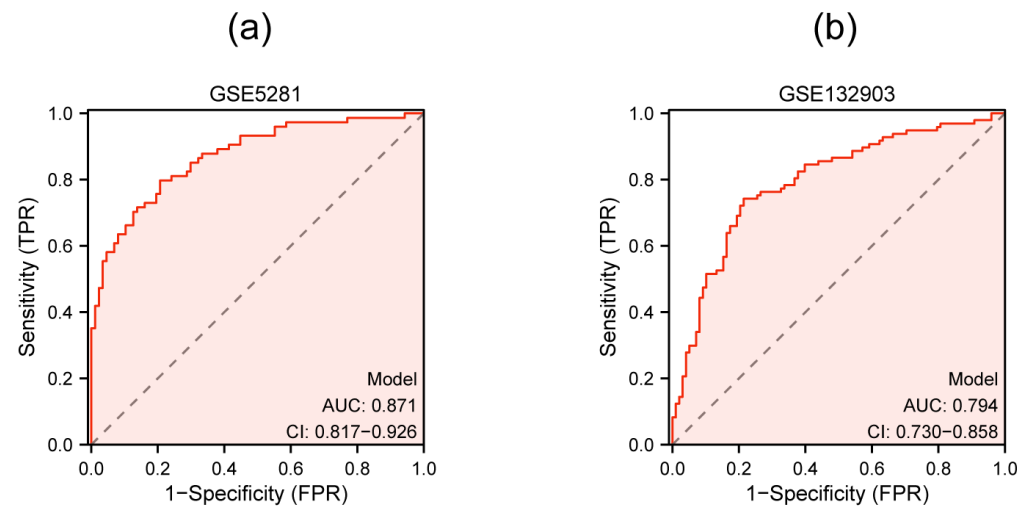 (a)
GSE5281
Sensitivity (TPR)
1.0
0.8
0.6
0.4
0.2
0.0
Model
AUC: 0.871
CI: 0.817−0.926
0.0 0.2 0.4 0.6 0.8 1.0
1−Specificity (FPR)
(b)
GSE132903
Sensitivity (TPR)
1.0
0.8
0.6
0.4
0.2
0.0
Model
AUC: 0.794
CI: 0.730−0.858
0.0 0.2 0.4 0.6 0.8 1.0
1−Specificity (FPR)